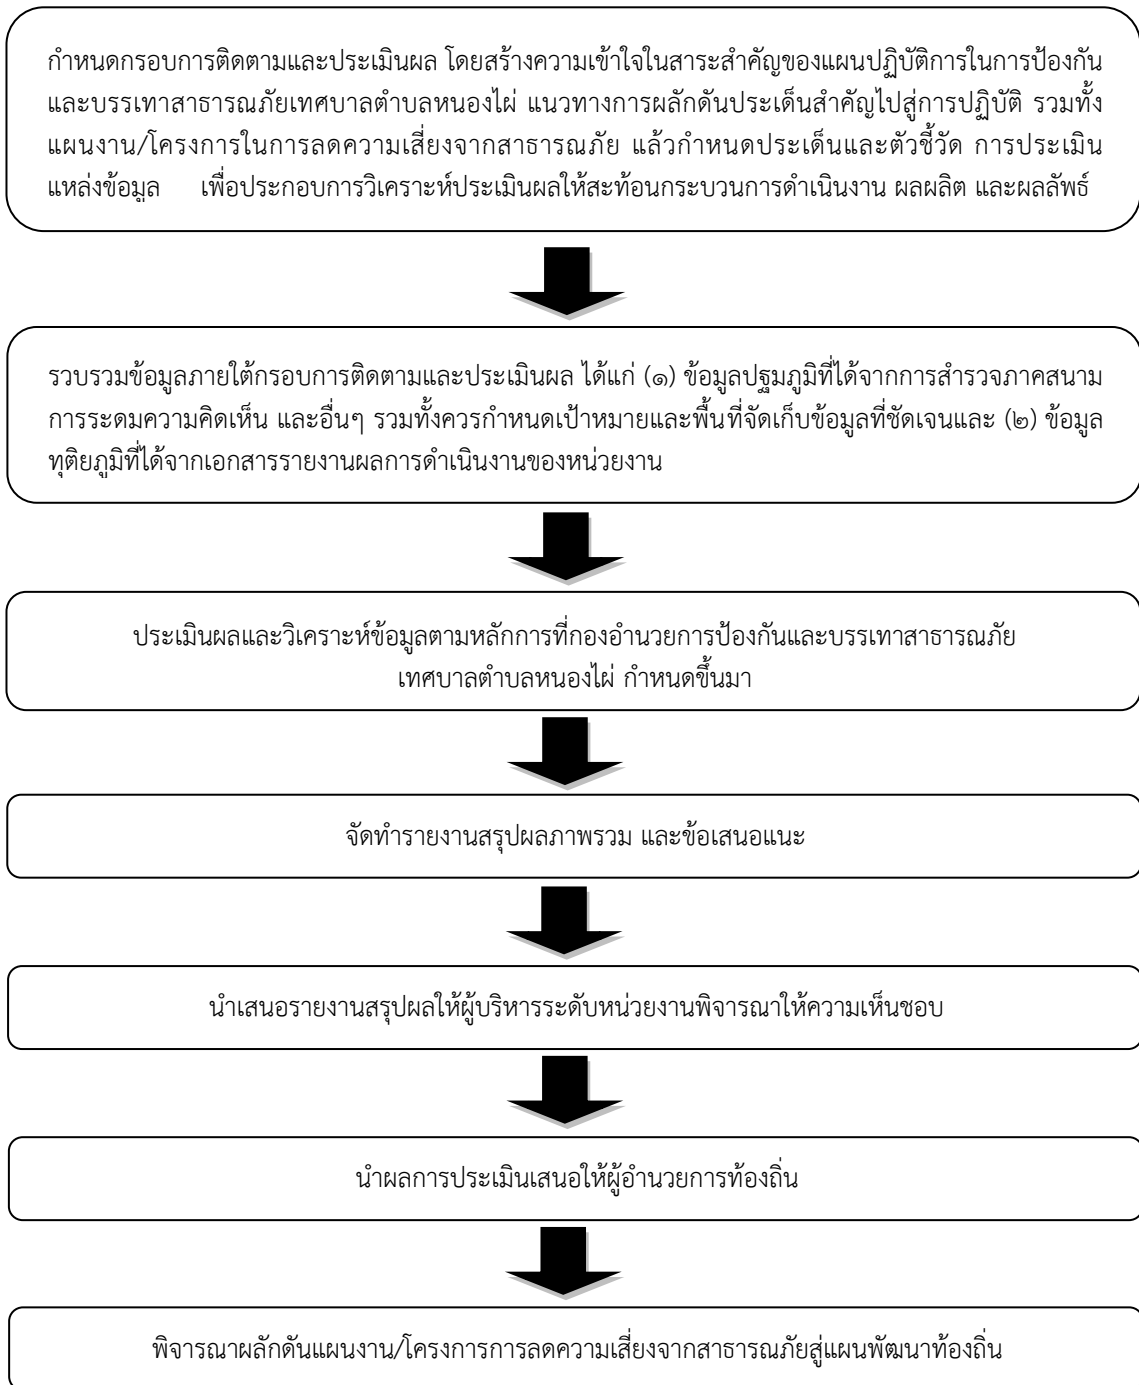 กำหนดกรอบการติดตามและประเมินผล โดยสร้างความเข้าใจในสาระสำคัญของแผนปฏิบัติการในการป้องกัน
และบรรเทาสาธารณภัยเทศบาลตำบลหนองไผ่ แนวทางการผลักดันประเด็นสำคัญไปสู่การปฏิบัติ รวมทั้ง
แผนงาน/โครงการในการลดความเสี่ยงจากสาธารณภัย แล้วกำหนดประเด็นและตัวชี้วัด การประเมิน
แหล่งข้อมูล เพื่อประกอบการวิเคราะห์ประเมินผลให้สะท้อนกระบวนการดำเนินงาน ผลผลิต และผลลัพธ์
รวบรวมข้อมูลภายใต้กรอบการติดตามและประเมินผล ได้แก่ (๑) ข้อมูลปฐมภูมิที่ได้จากการสำรวจภาคสนาม
การระดมความคิดเห็น และอื่นๆ รวมทั้งควรกำหนดเป้าหมายและพื้นที่จัดเก็บข้อมูลที่ชัดเจนและ (๒) ข้อมูล
ทุติยภูมิที่ได้จากเอกสารรายงานผลการดำเนินงานของหน่วยงาน
ประเมินผลและวิเคราะห์ข้อมูลตามหลักการที่กองอำนวยการป้องกันและบรรเทาสาธารณภัย
เทศบาลตำบลหนองไผ่ กำหนดขึ้นมา
จัดทำรายงานสรุปผลภาพรวม และข้อเสนอแนะ
นำเสนอรายงานสรุปผลให้ผู้บริหารระดับหน่วยงานพิจารณาให้ความเห็นชอบ
นำผลการประเมินเสนอให้ผู้อำนวยการท้องถิ่น
พิจารณาผลักดันแผนงาน/โครงการการลดความเสี่ยงจากสาธารณภัยสู่แผนพัฒนาท้องถิ่น